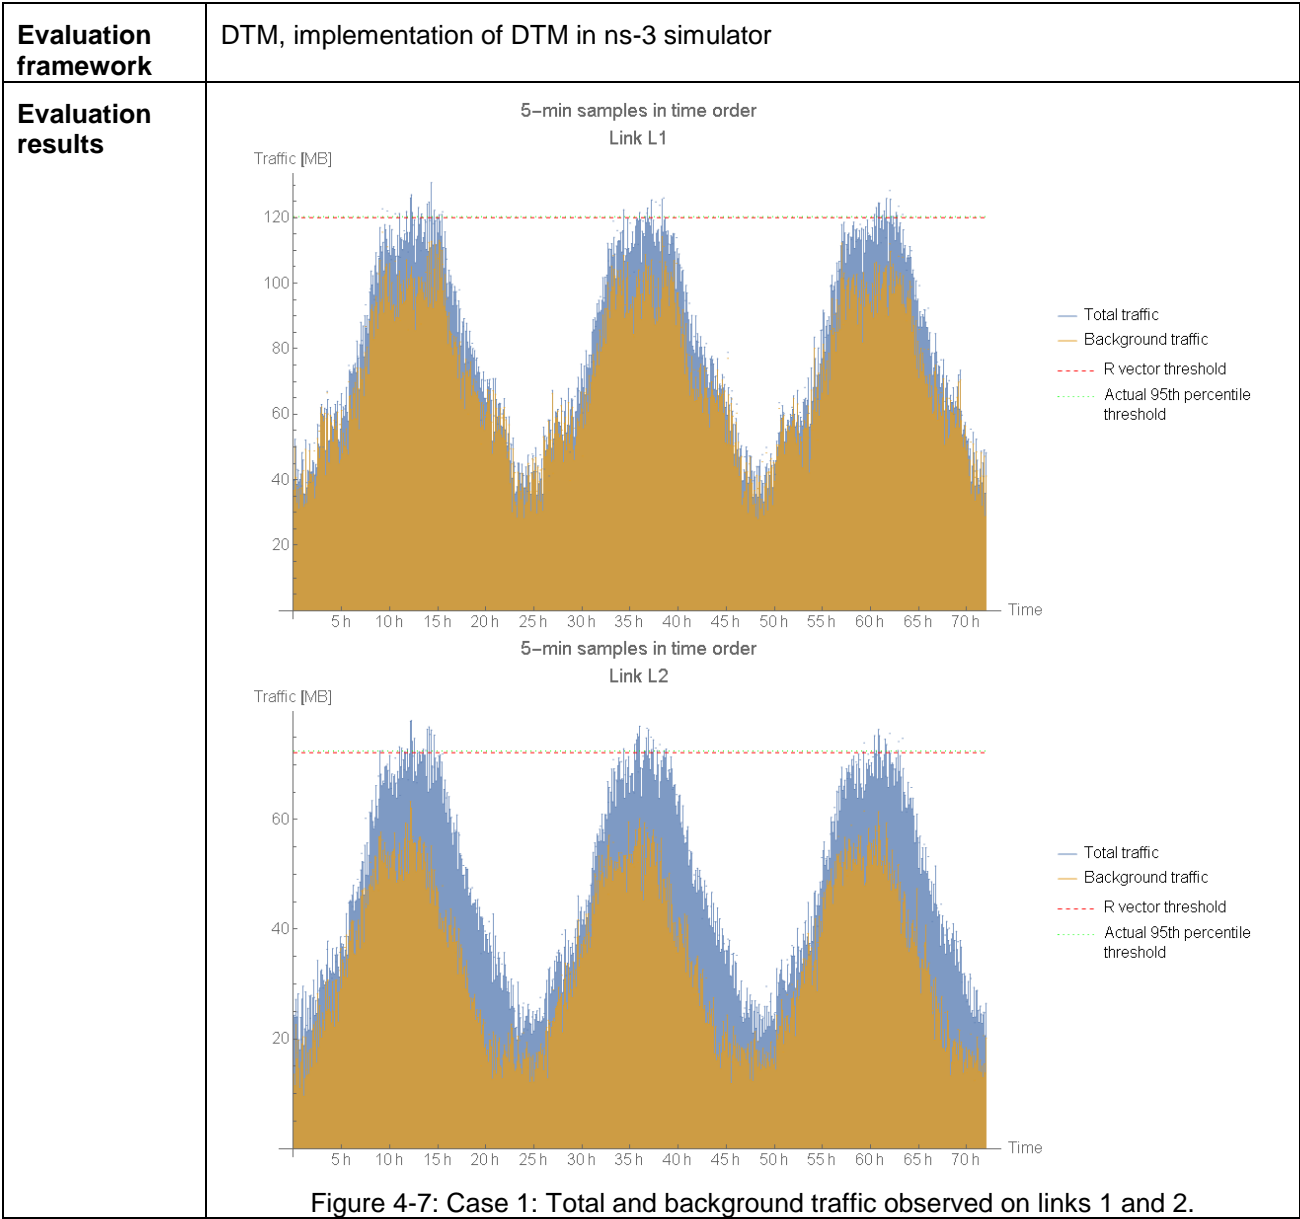 Evaluation framework
DTM, implementation of DTM in ns-3 simulator
Evaluation results
5−min samples in time order
Link L1
Traffic [MB]
120
100
80
60
40
20
5 h 10 h 15 h 20 h 25 h 30 h 35 h 40 h 45 h 50 h 55 h 60 h 65 h 70 h
Time
Total traffic
Background traffic
R vector threshold
Actual 95th percentile
threshold
5−min samples in time order
Link L2
Traffic [MB]
60
40
20
5 h 10 h 15 h 20 h 25 h 30 h 35 h 40 h 45 h 50 h 55 h 60 h 65 h 70 h
Time
Total traffic
Background traffic
R vector threshold
Actual 95th percentile
threshold
Figure 4-7: Case 1: Total and background traffic observed on links 1 and 2.